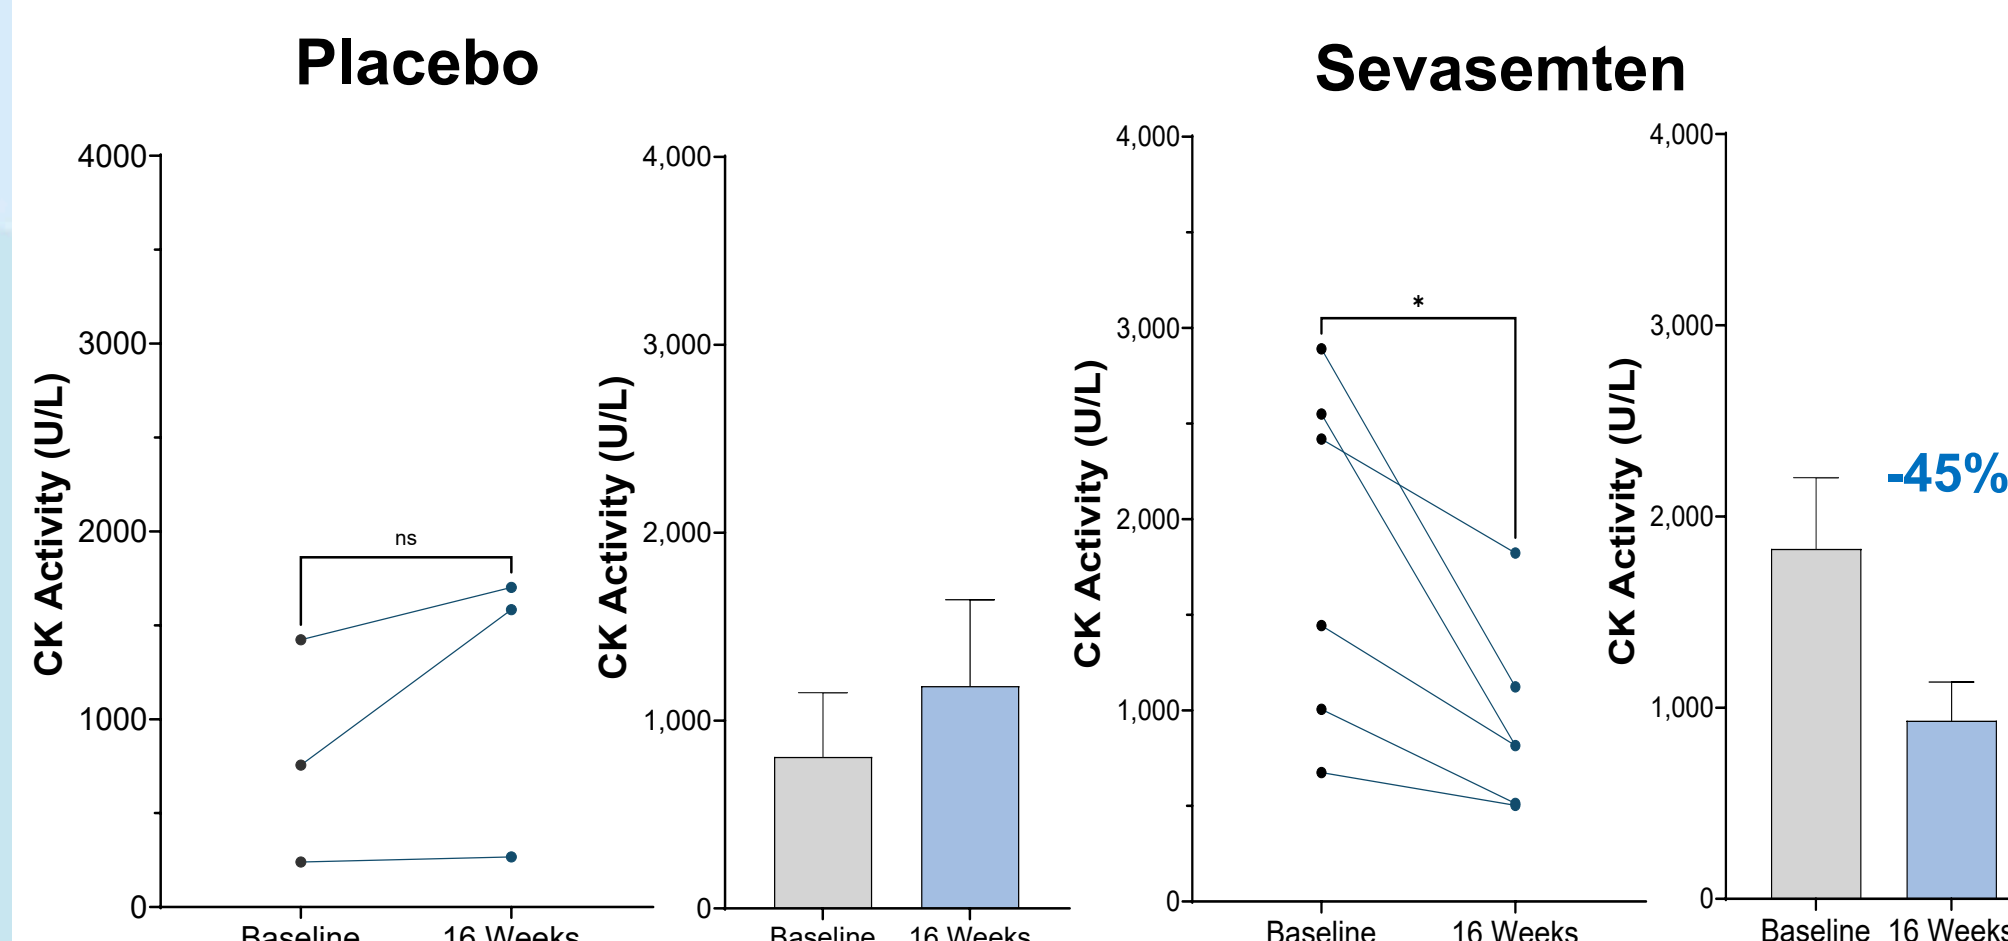 Placebo
Sevasemten
CK Activity (U/L)
4000
3000
2000
1000
0
ns
Baseline
16 Weeks
CK Activity (U/L)
4,000
3,000
2,000
1,000
0
Baseline
16 Weeks
CK Activity (U/L)
4,000
3,000
2,000
1,000
0
*
Baseline
16 Weeks
CK Activity (U/L)
4,000
3,000
2,000
1,000
0
-45%
Baseline
16 Weeks